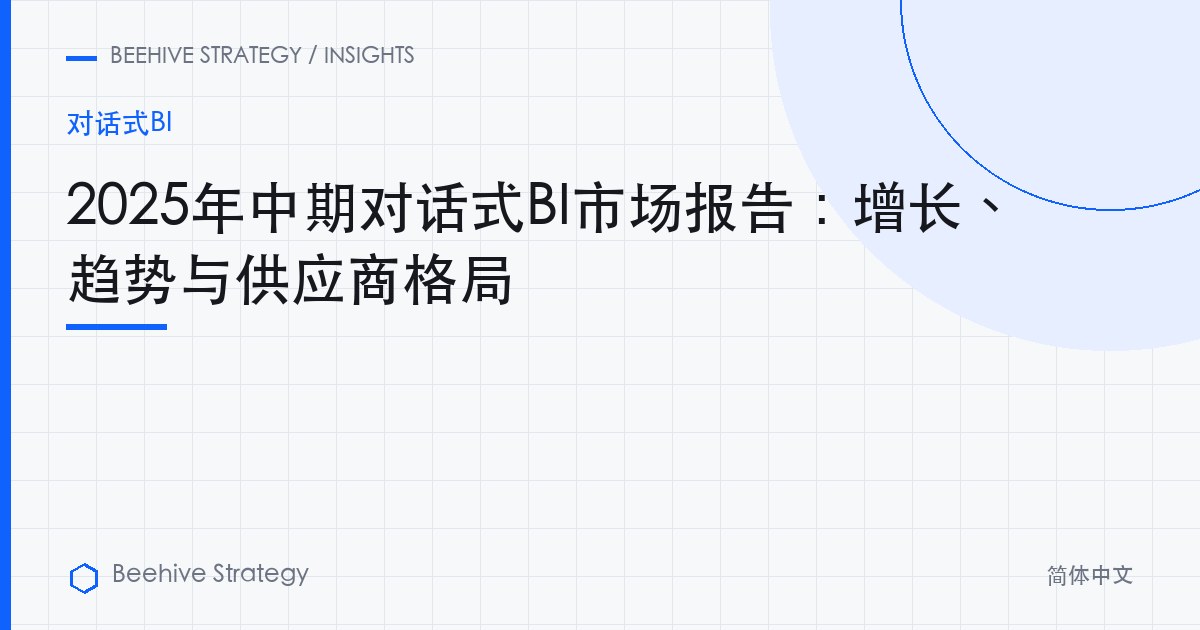 BEEHIVE STRATEGY / INSIGHTS
对话式BI
2025年中期对话式BI市场报告：增长、
趋势与供应商格局
Beehive Strategy
简体中文